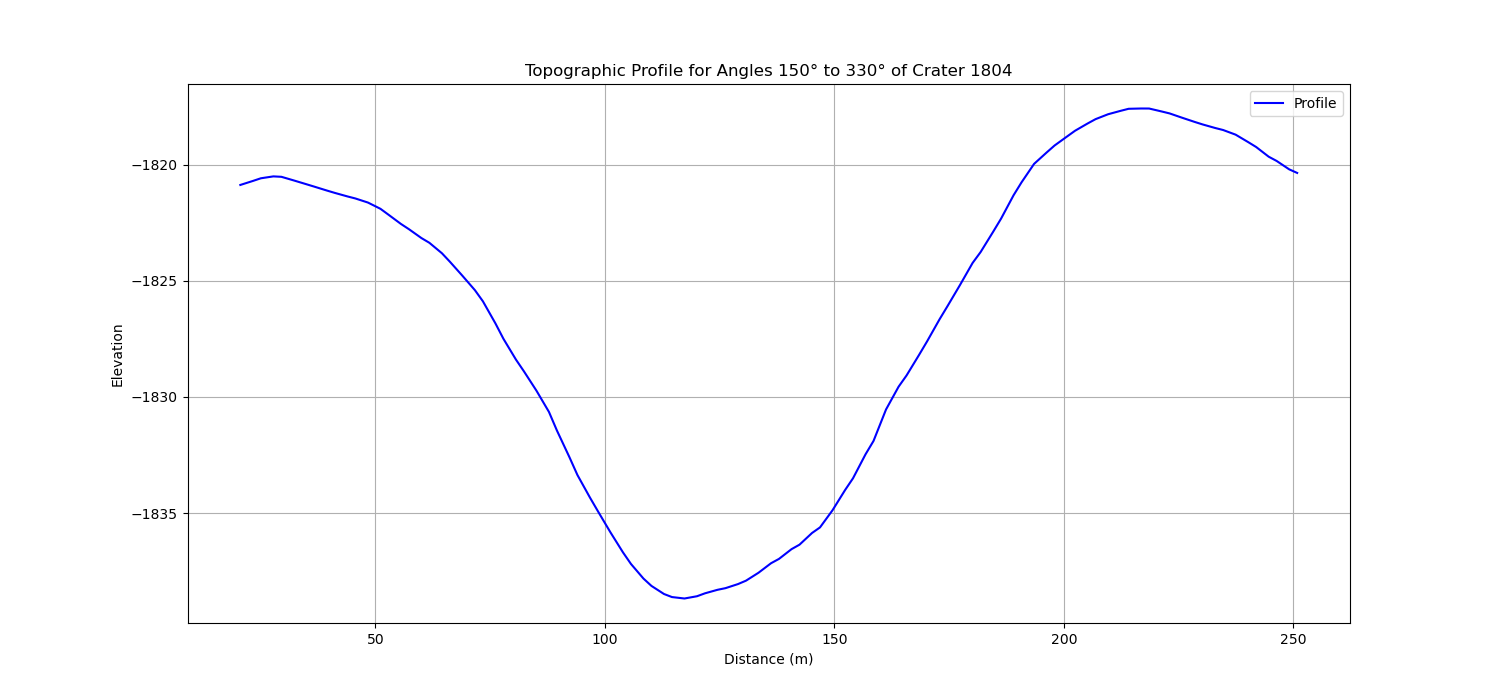 Topographic Profile for Angles 150° to 330° of Crater 1804
Profile
−1820
−1825
−1830
−1835
Elevation
50
100
150
200
250
Distance (m)